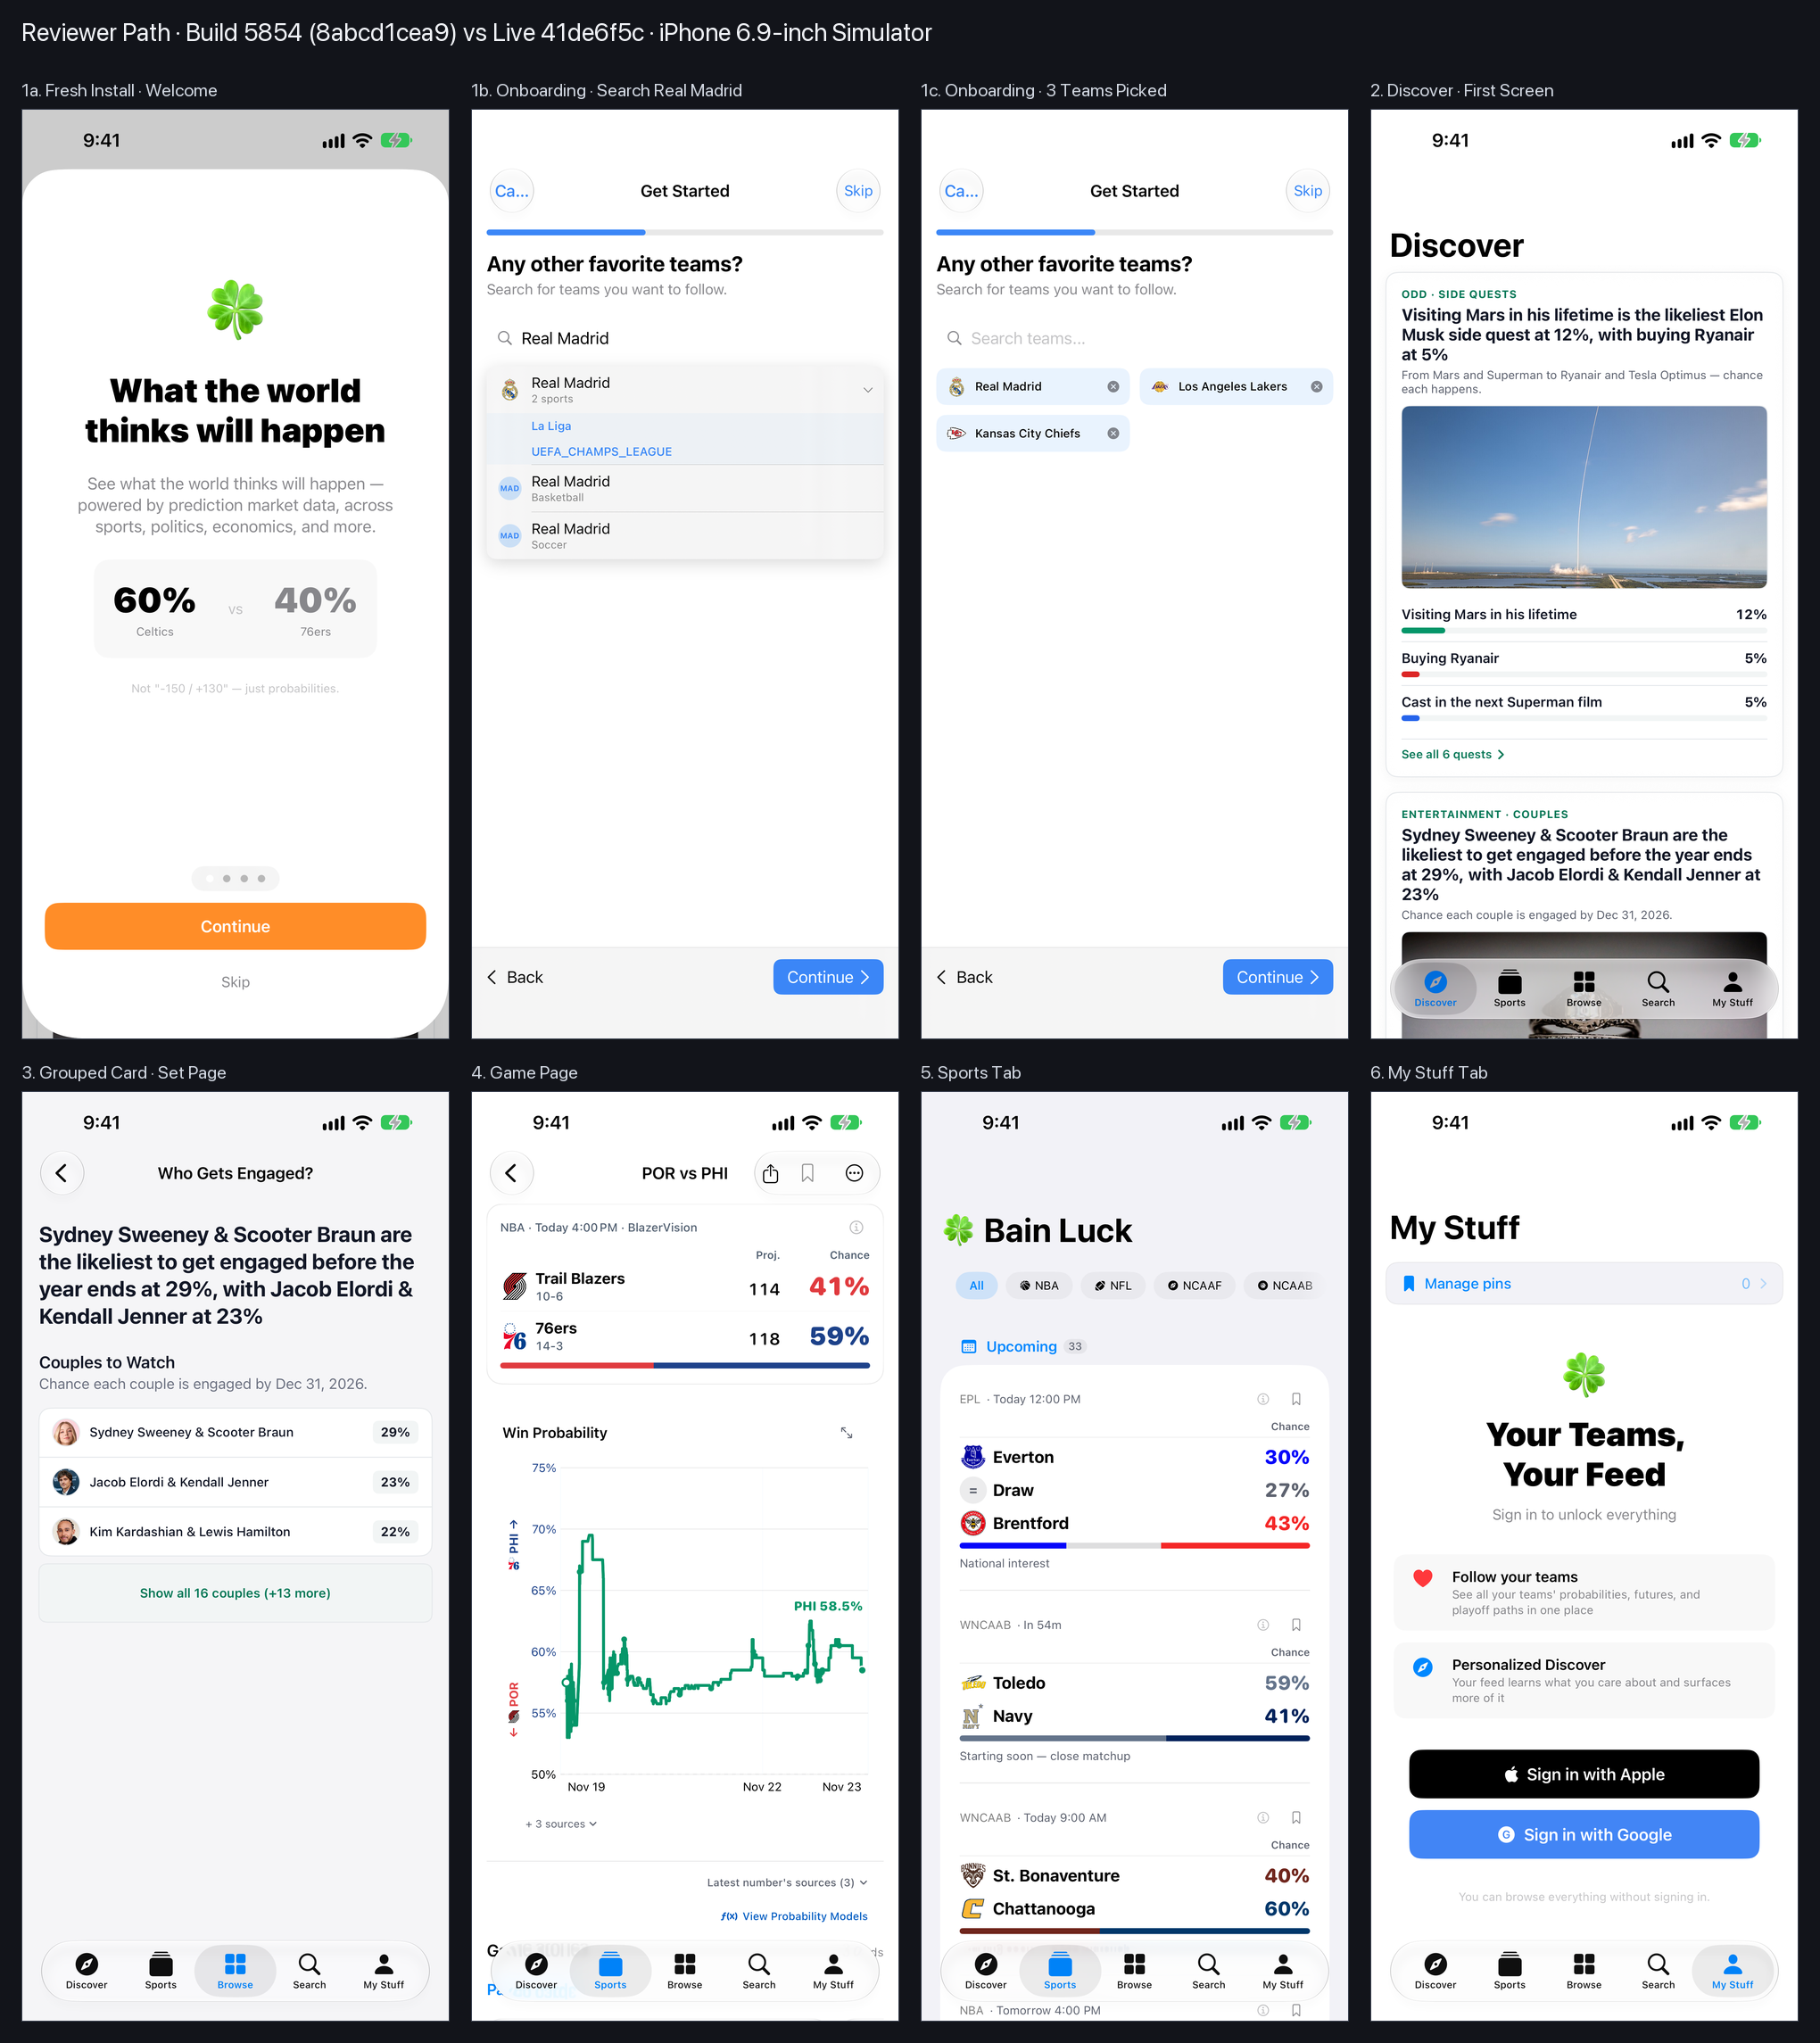 Reviewer Path · Build 5854 (8abcd1cea9) vs Live 41de6f5c · iPhone 6.9-inch Simulator
1a. Fresh Install · Welcome
9:41
What the world
thinks will happen
See what the world thinks will happen —
powered by prediction market data, across
sports, politics, economics, and more.
60% vs 40%
Celtics 76ers
Not "-150 / +130" — just probabilities.
Continue
Skip
1b. Onboarding · Search Real Madrid
Ca... Get Started Skip
Any other favorite teams?
Search for teams you want to follow.
Real Madrid
Real Madrid
2 sports
La Liga
UEFA_CHAMPS_LEAGUE
MAD Real Madrid
Basketball
MAD Real Madrid
Soccer
Back Continue
1c. Onboarding · 3 Teams Picked
Ca... Get Started Skip
Any other favorite teams?
Search for teams you want to follow.
Search teams...
Real Madrid Los Angeles Lakers
Kansas City Chiefs
Back Continue
2. Discover · First Screen
9:41
Discover
ODD · SIDE QUESTS
Visiting Mars in his lifetime is the likeliest Elon
Musk side quest at 12%, with buying Ryanair
at 5%
From Mars and Superman to Ryanair and Tesla Optimus — chance
each happens.
Visiting Mars in his lifetime 12%
Buying Ryanair 5%
Cast in the next Superman film 5%
See all 6 quests
ENTERTAINMENT · COUPLES
Sydney Sweeney & Scooter Braun are the
likeliest to get engaged before the year ends
at 29%, with Jacob Elordi & Kendall Jenner at
23%
Chance each couple is engaged by Dec 31, 2026.
Discover Sports Browse Search My Stuff
3. Grouped Card · Set Page
9:41
Who Gets Engaged?
Sydney Sweeney & Scooter Braun are
the likeliest to get engaged before the
year ends at 29%, with Jacob Elordi &
Kendall Jenner at 23%
Couples to Watch
Chance each couple is engaged by Dec 31, 2026.
Sydney Sweeney & Scooter Braun 29%
Jacob Elordi & Kendall Jenner 23%
Kim Kardashian & Lewis Hamilton 22%
Show all 16 couples (+13 more)
Discover Sports Browse Search My Stuff
4. Game Page
9:41
POR vs PHI
NBA · Today 4:00 PM · BlazerVision
Proj. Chance
Trail Blazers 114 41%
10-6
76ers 118 59%
14-3
Win Probability
75%
70%
PHI
65%
PHI 58.5%
60%
POR
55%
50%
Nov 19 Nov 22 Nov 23
+ 3 sources
Latest number's sources (3)
f(x) View Probability Models
Discover Sports Browse Search My Stuff
5. Sports Tab
9:41
Bain Luck
All NBA NFL NCAAF NCAAB
Upcoming 33
EPL · Today 12:00 PM
Chance
Everton 30%
= Draw 27%
Brentford 43%
National interest
WNCAAB · In 54m
Chance
Toledo 59%
Navy 41%
Starting soon — close matchup
WNCAAB · Today 9:00 AM
Chance
St. Bonaventure 40%
Chattanooga 60%
Discover Sports Browse Search My Stuff
NBA · Tomorrow 4:00 PM
6. My Stuff Tab
9:41
My Stuff
Manage pins 0
Your Teams,
Your Feed
Sign in to unlock everything
Follow your teams
See all your teams' probabilities, futures, and
playoff paths in one place
Personalized Discover
Your feed learns what you care about and surfaces
more of it
Sign in with Apple
G Sign in with Google
You can browse everything without signing in.
Discover Sports Browse Search My Stuff